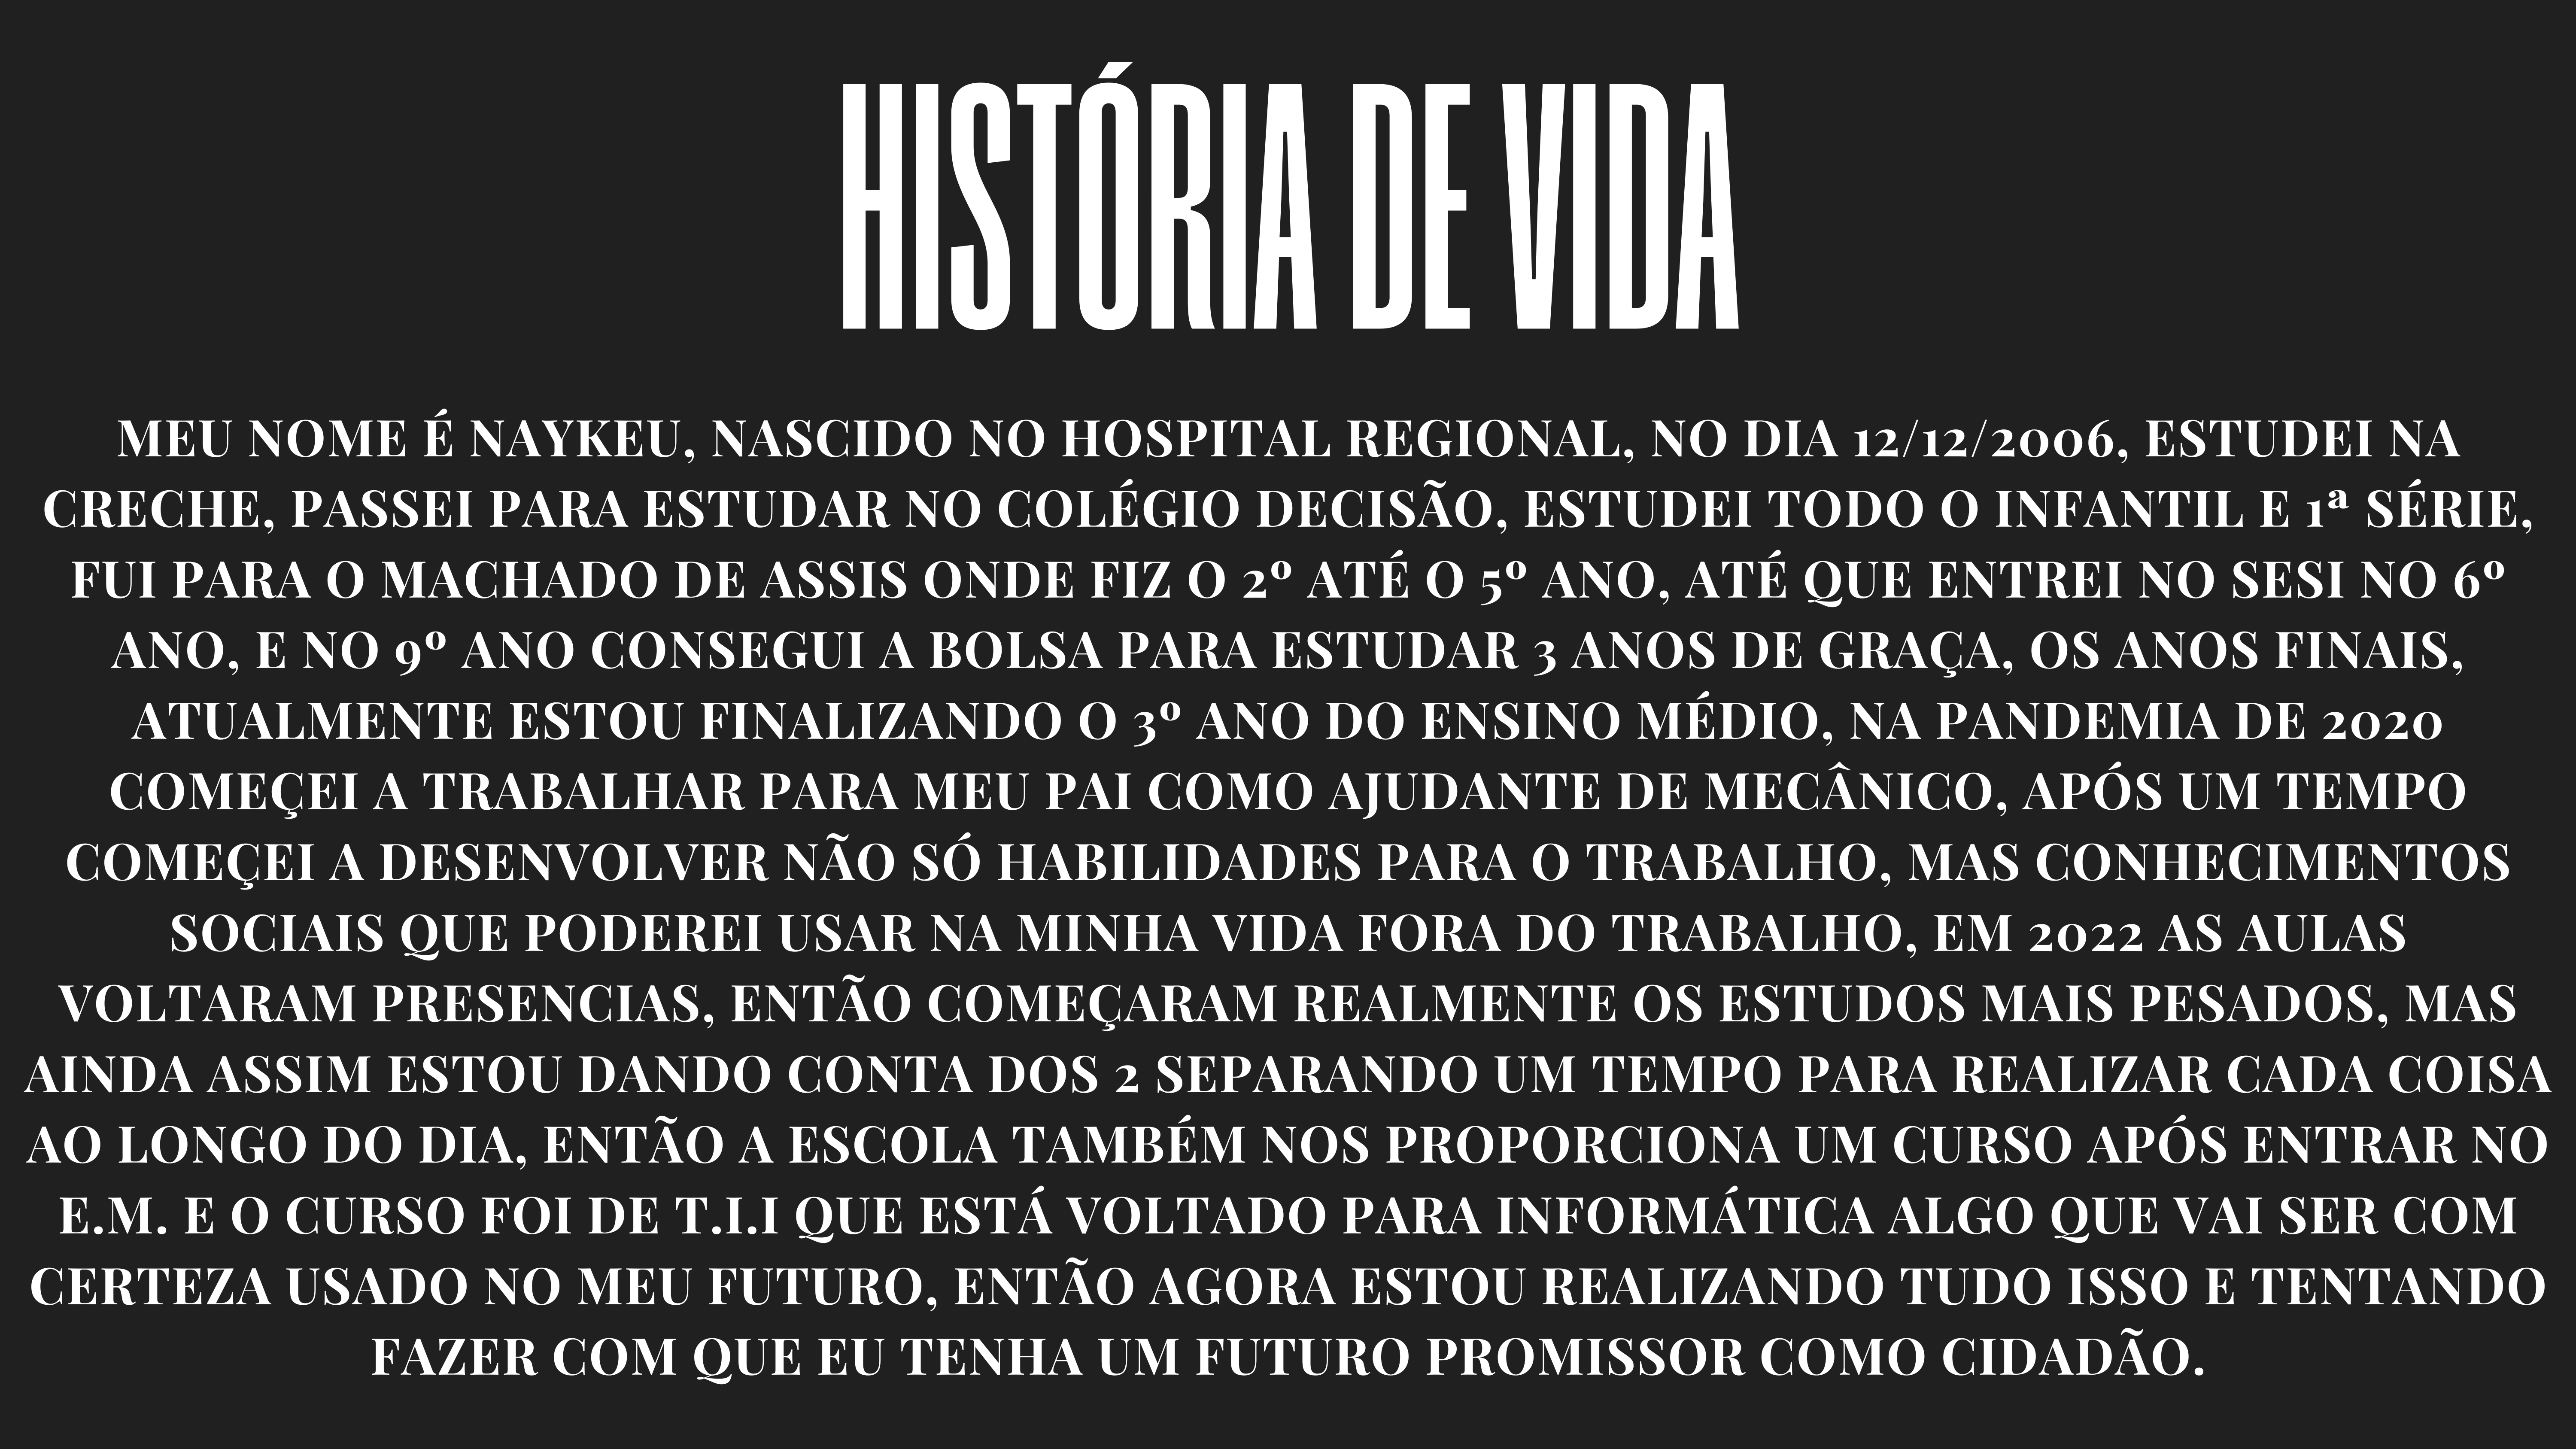 HISTÓRIA DE VIDA
MEU NOME É NAYKEU, NASCIDO NO HOSPITAL REGIONAL, NO DIA 12/12/2006, ESTUDEI NA
CRECHE, PASSEI PARA ESTUDAR NO COLÉGIO DECISÃO, ESTUDEI TODO O INFANTIL E 1ª SÉRIE,
FUI PARA O MACHADO DE ASSIS ONDE FIZ O 2º ATÉ O 5º ANO, ATÉ QUE ENTREI NO SESI NO 6º
ANO, E NO 9º ANO CONSEGUI A BOLSA PARA ESTUDAR 3 ANOS DE GRAÇA, OS ANOS FINAIS,
ATUALMENTE ESTOU FINALIZANDO O 3º ANO DO ENSINO MÉDIO, NA PANDEMIA DE 2020
COMEÇEI A TRABALHAR PARA MEU PAI COMO AJUDANTE DE MECÂNICO, APÓS UM TEMPO
COMEÇEI A DESENVOLVER NÃO SÓ HABILIDADES PARA O TRABALHO, MAS CONHECIMENTOS
SOCIAIS QUE PODEREI USAR NA MINHA VIDA FORA DO TRABALHO, EM 2022 AS AULAS
VOLTARAM PRESENCIAS, ENTÃO COMEÇARAM REALMENTE OS ESTUDOS MAIS PESADOS, MAS
AINDA ASSIM ESTOU DANDO CONTA DOS 2 SEPARANDO UM TEMPO PARA REALIZAR CADA COISA
AO LONGO DO DIA, ENTÃO A ESCOLA TAMBÉM NOS PROPORCIONA UM CURSO APÓS ENTRAR NO
E.M. E O CURSO FOI DE T.I.I QUE ESTÁ VOLTADO PARA INFORMÁTICA ALGO QUE VAI SER COM
CERTEZA USADO NO MEU FUTURO, ENTÃO AGORA ESTOU REALIZANDO TUDO ISSO E TENTANDO
FAZER COM QUE EU TENHA UM FUTURO PROMISSOR COMO CIDADÃO.